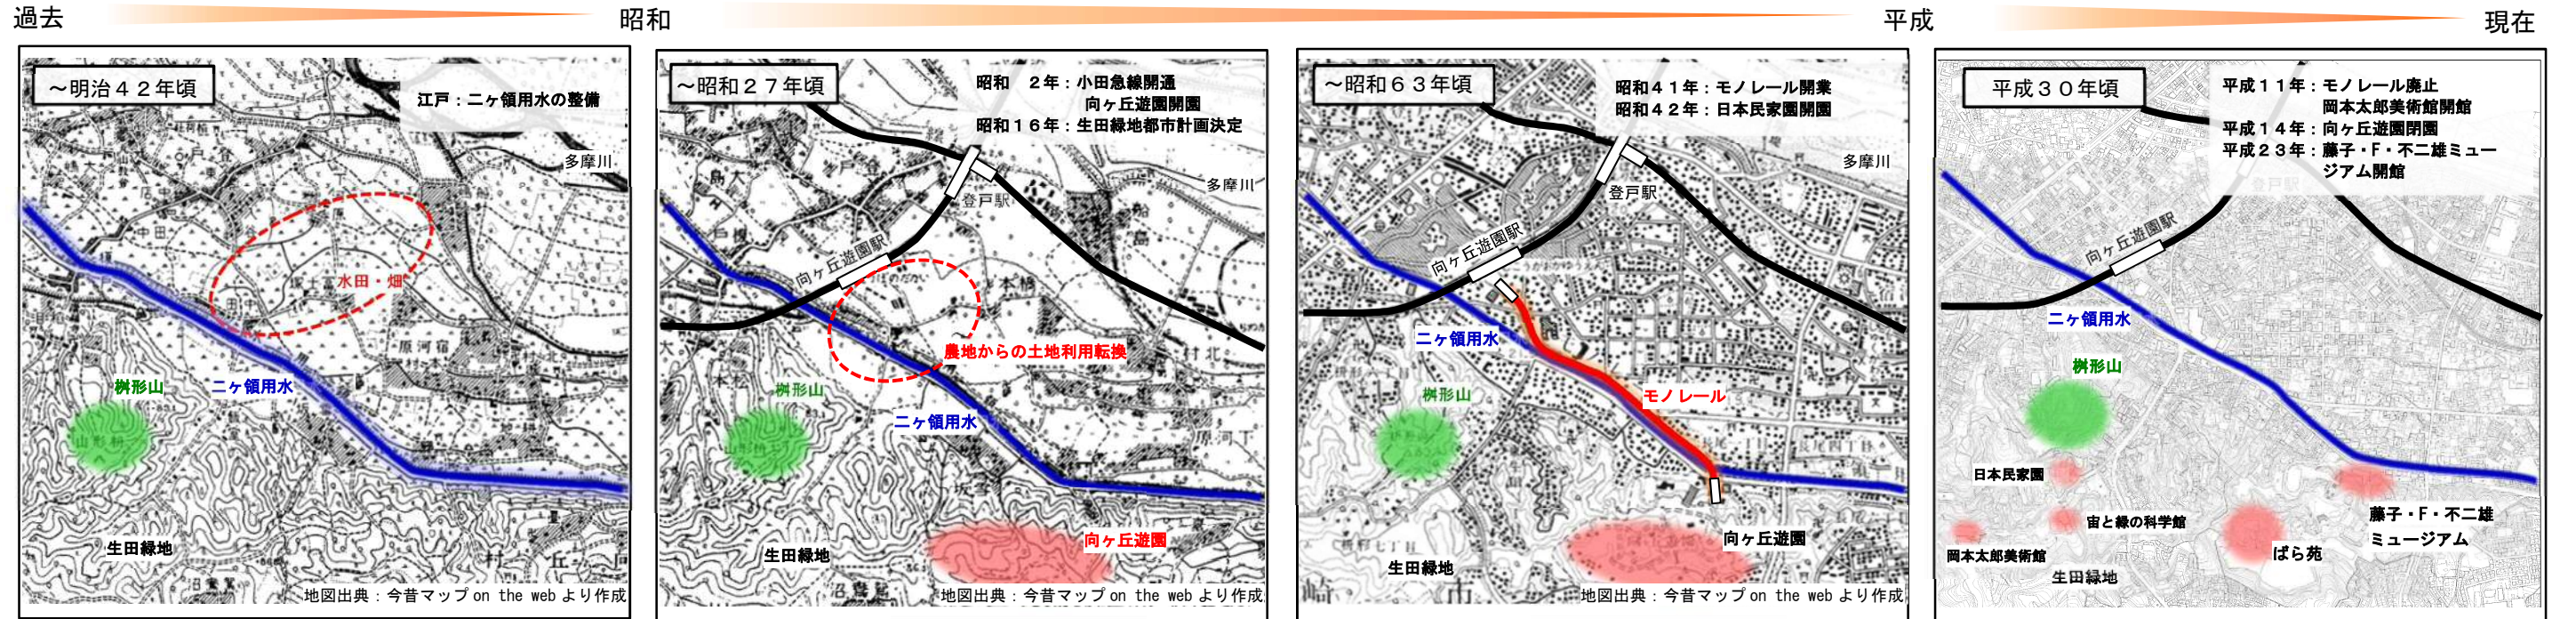 過去
昭和
平成
現在
～明治４２年頃
江戸：二ヶ領用水の整備
多摩川
水田・畑
桝形山
二ヶ領用水
生田緑地
地図出典：今昔マップ on the web より作成
～昭和２７年頃
昭和　２年：小田急線開通
向ヶ丘遊園開園
昭和１６年：生田緑地都市計画決定
多摩川
登戸駅
向ヶ丘遊園駅
農地からの土地利用転換
桝形山
二ヶ領用水
向ヶ丘遊園
生田緑地
地図出典：今昔マップ on the web より作成
～昭和６３年頃
昭和４１年：モノレール開業
昭和４２年：日本民家園開園
多摩川
登戸駅
向ヶ丘遊園駅
二ヶ領用水
桝形山
モノレール
向ヶ丘遊園
生田緑地
地図出典：今昔マップ on the web より作成
平成３０年頃
平成１１年：モノレール廃止
岡本太郎美術館開館
平成１４年：向ヶ丘遊園閉園
平成２３年：藤子・F・不二雄ミュー
ジアム開館
登戸駅
向ヶ丘遊園駅
二ヶ領用水
桝形山
日本民家園
宙と緑の科学館
岡本太郎美術館
生田緑地
ばら苑
藤子・F・不二雄
ミュージアム